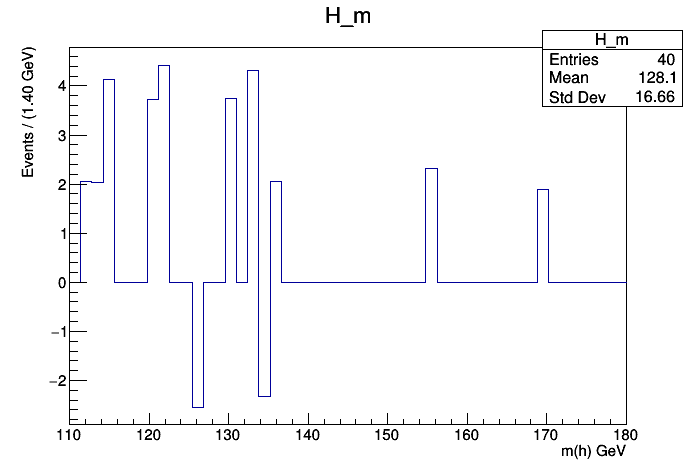 H_m
H_m
Entries 40
Mean 128.1
Std Dev 16.66
Events / (1.40 GeV)
4
3
2
1
0
−1
−2
110 120 130 140 150 160 170 180
m(h) GeV